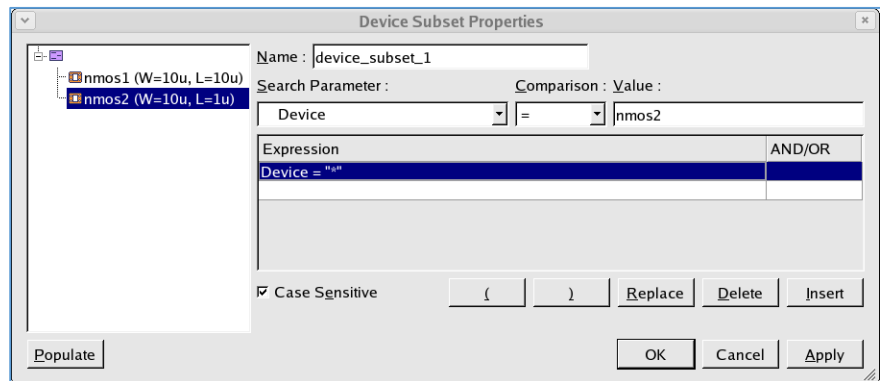 Device Subset Properties
nmos1 (W=10u, L=10u)
nmos2 (W=10u, L=1u)
Name : device_subset_1
Search Parameter : Comparison : Value :
Device = nmos2
Expression AND/OR
Device = "*"
Case Sensitive ( ) Replace Delete Insert
Populate OK Cancel Apply